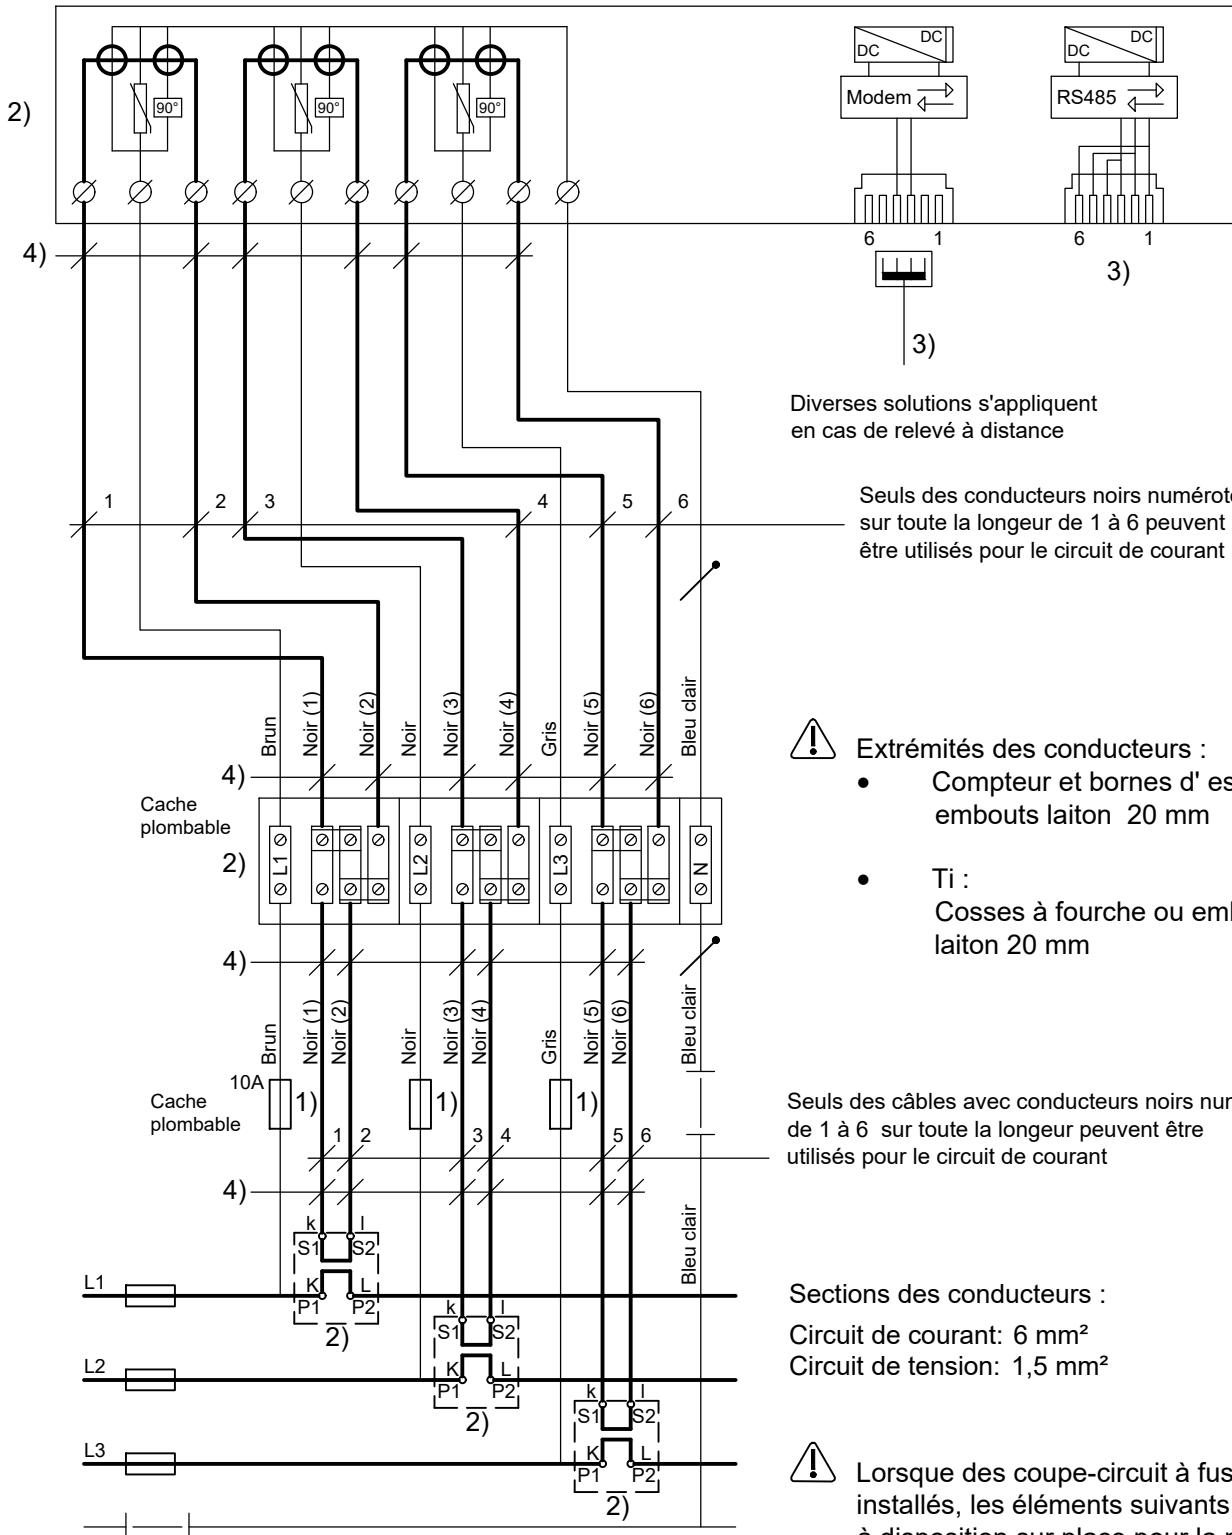 DC DC
DC DC
90° 90° 90°
2)
Modem
RS485
4)
6 1
6 1
3)
3)
Diverses solutions s'appliquent
en cas de relevé à distance
1 2 3 4 5 6
Seuls des conducteurs noirs
sur toute la longeur de 1 à 6 peuvent
être utilisés pour le circuit de courant
Brun
Noir (1)
Noir (2)
Noir
Noir (3)
Noir (4)
Gris
Noir (5)
Noir (6)
Bleu clair
Extrémités des conducteurs :
• Compteur et bornes d'
embouts laiton 20 mm
4)
Cache
plombable
2)
L1
L2
L3
N
• Ti :
Cosses à fourche ou
laiton 20 mm
4)
Brun
Noir (1)
Noir (2)
Noir
Noir (3)
Noir (4)
Gris
Noir (5)
Noir (6)
Bleu clair
10A
Cache
plombable
1)
1)
1)
Seuls des câbles avec conducteurs noirs
de 1 à 6 sur toute la longeur peuvent être
utilisés pour le circuit de courant
1 2 3 4 5 6
4)
Bleu clair
k l
S1 S2
L1
K L
P1 P2
2)
Sections des conducteurs :
Circuit de courant: 6 mm²
Circuit de tension: 1,5 mm²
k l
S1 S2
L2
K L
P1 P2
2)
k l
S1 S2
L3
K L
P1 P2
2)
Lorsque des coupe-circuit à
installés, les éléments suivants